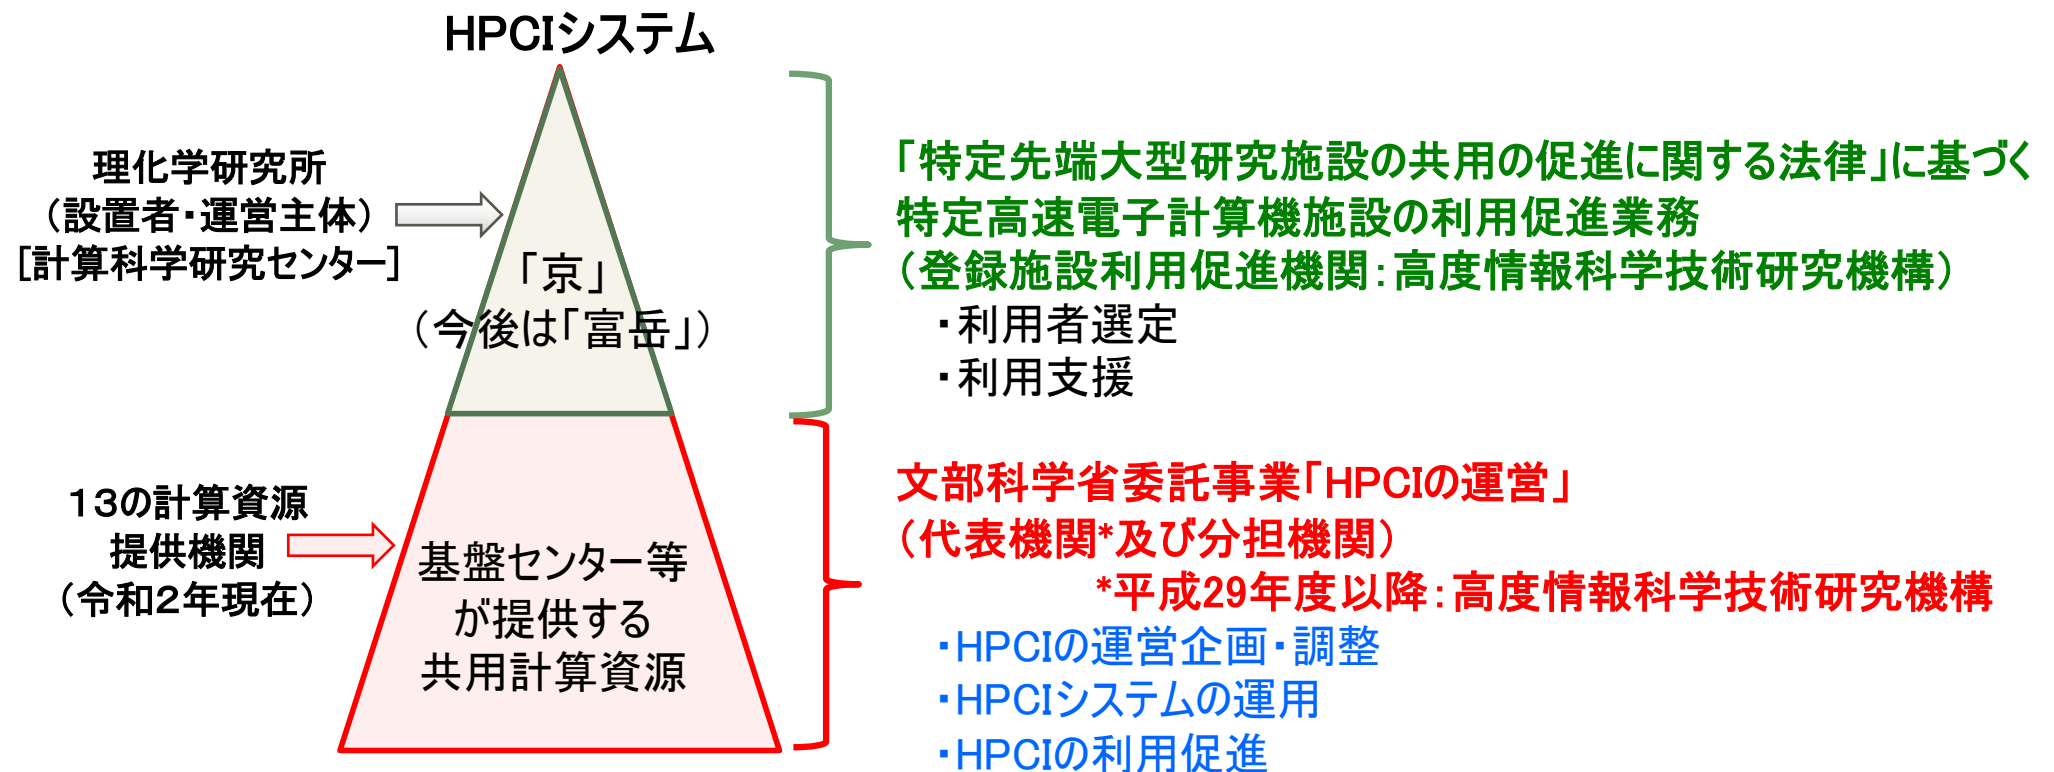 HPCIシステム
理化学研究所
（設置者・運営主体）
[計算科学研究センター]
「京」
（今後は「富岳」）
「特定先端大型研究施設の共用の促進に関する法律」に基づく
特定高速電子計算機施設の利用促進業務
（登録施設利用促進機関：高度情報科学技術研究機構）
・利用者選定
・利用支援
１３の計算資源
提供機関
（令和２年現在）
基盤センター等
が提供する
共用計算資源
文部科学省委託事業「HPCIの運営」
（代表機関*及び分担機関）
*平成29年度以降：高度情報科学技術研究機構
・HPCIの運営企画・調整
・HPCIシステムの運用
・HPCIの利用促進